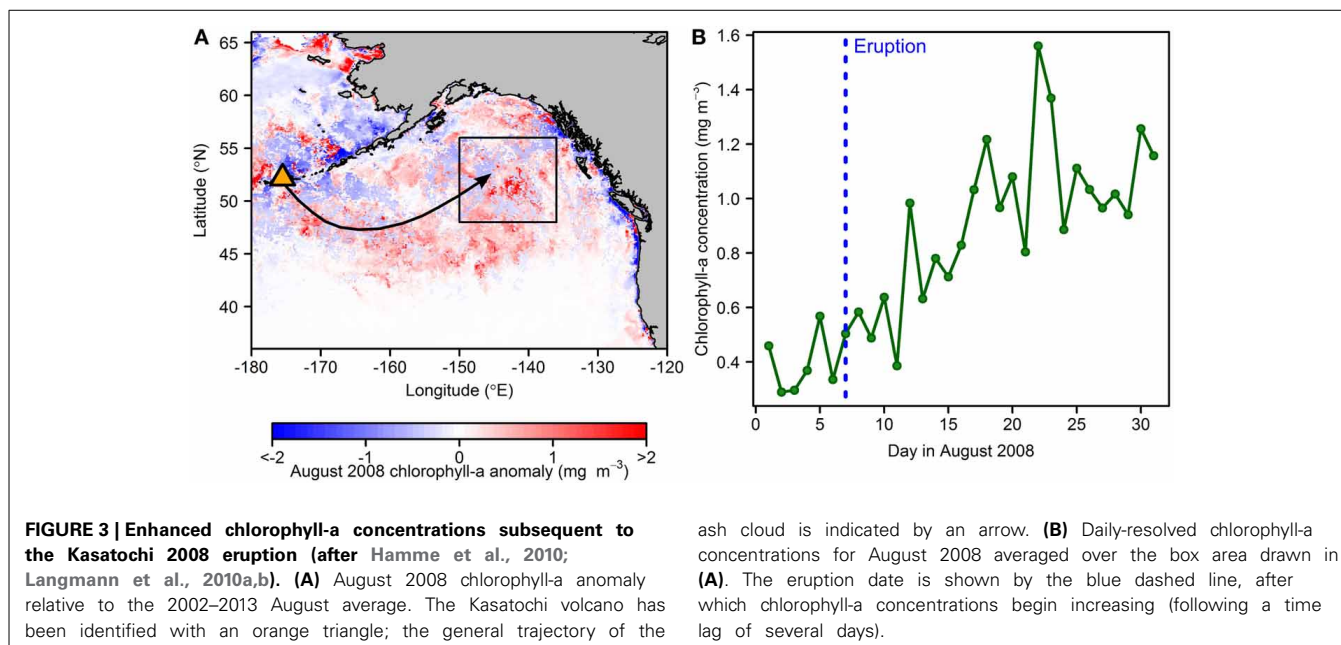 A
65
60
55
50
45
40
Latitude (°N)
-180 -170 -160 -150 -140 -130 -120
Longitude (°E)
<-2 -1 0 1 >2
August 2008 chlorophyll-a anomaly (mg m⁻³)
B
Eruption
1.6
1.4
1.2
1.0
0.8
0.6
0.4
Chlorophyll-a concentration (mg m⁻³)
0 5 10 15 20 25 30
Day in August 2008
FIGURE 3 | Enhanced chlorophyll-a concentrations subsequent to
the Kasatochi 2008 eruption (after Hamme et al., 2010;
Langmann et al., 2010a,b). (A) August 2008 chlorophyll-a anomaly
relative to the 2002–2013 August average. The Kasatochi volcano has
been identified with an orange triangle; the general trajectory of the
ash cloud is indicated by an arrow. (B) Daily-resolved chlorophyll-a
concentrations for August 2008 averaged over the box area drawn in
(A). The eruption date is shown by the blue dashed line, after
which chlorophyll-a concentrations begin increasing (following a time
lag of several days).